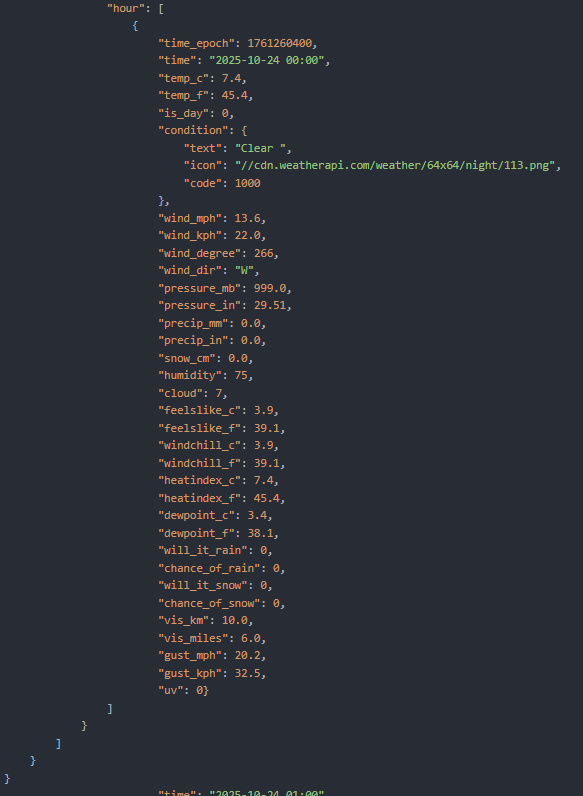 "hour": [
{
"time_epoch": 1761260400,
"time": "2025-10-24 00:00",
"temp_c": 7.4,
"temp_f": 45.4,
"is_day": 0,
"condition": {
"text": "Clear ",
"icon": "//cdn.weatherapi.com/weather/64x64/night/113.png",
"code": 1000
},
"wind_mph": 13.6,
"wind_kph": 22.0,
"wind_degree": 266,
"wind_dir": "W",
"pressure_mb": 999.0,
"pressure_in": 29.51,
"precip_mm": 0.0,
"precip_in": 0.0,
"snow_cm": 0.0,
"humidity": 75,
"cloud": 7,
"feelslike_c": 3.9,
"feelslike_f": 39.1,
"windchill_c": 3.9,
"windchill_f": 39.1,
"heatindex_c": 7.4,
"heatindex_f": 45.4,
"dewpoint_c": 3.4,
"dewpoint_f": 38.1,
"will_it_rain": 0,
"chance_of_rain": 0,
"will_it_snow": 0,
"chance_of_snow": 0,
"vis_km": 10.0,
"vis_miles": 6.0,
"gust_mph": 20.2,
"gust_kph": 32.5,
"uv": 0}
]
}
]
}
}
"time": "2025-10-24 01:00"